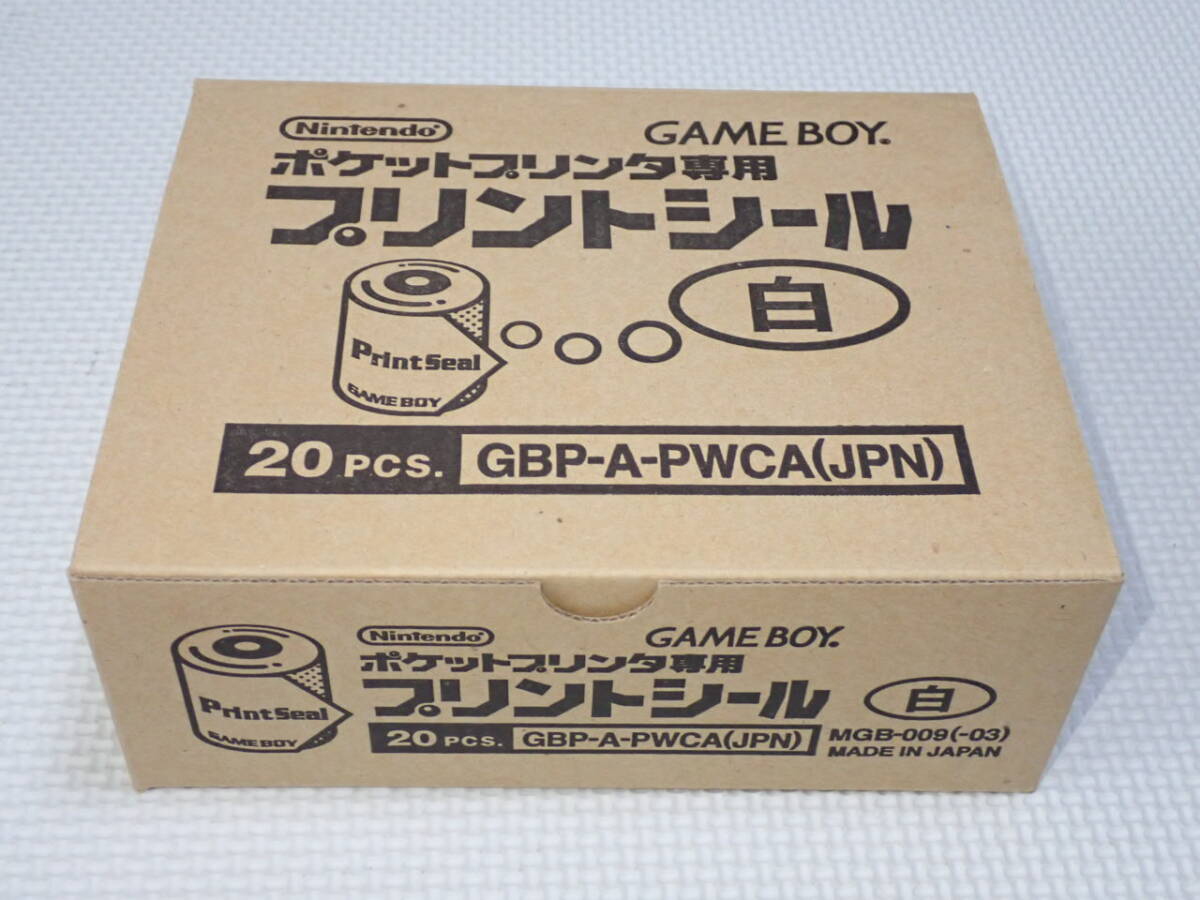 Nintendo GAME BOY.
ポケットプリンタ専用
プリントシール
白
Print Seal
GAME BOY
20 PCS. GBP-A-PWCA(JPN)
Nintendo GAME BOY.
ポケットプリンタ専用
プリントシール 白
Print Seal
GAME BOY
20 PCS. GBP-A-PWCA(JPN)
MGB-009(-03)
MADE IN JAPAN